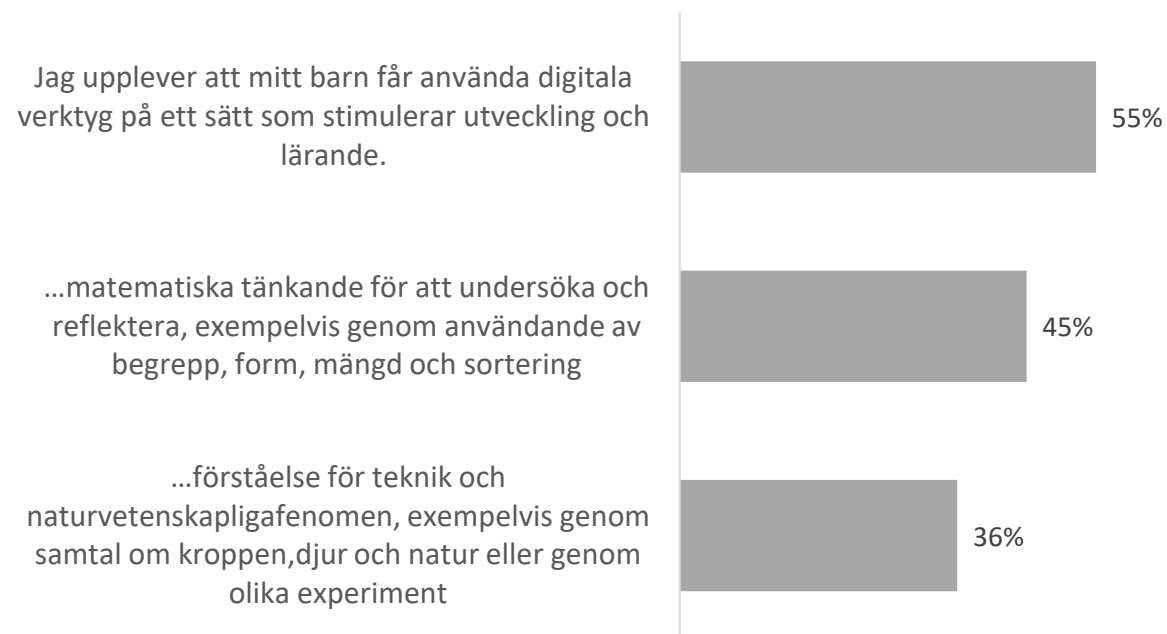 Jag upplever att mitt barn får använda digitala
verktyg på ett sätt som stimulerar utveckling och
lärande.
55%
…matematiska tänkande för att undersöka och
reflektera, exempelvis genom användande av
begrepp, form, mängd och sortering
45%
…förståelse för teknik och
naturvetenskapligafenomen, exempelvis genom
samtal om kroppen,djur och natur eller genom
olika experiment
36%